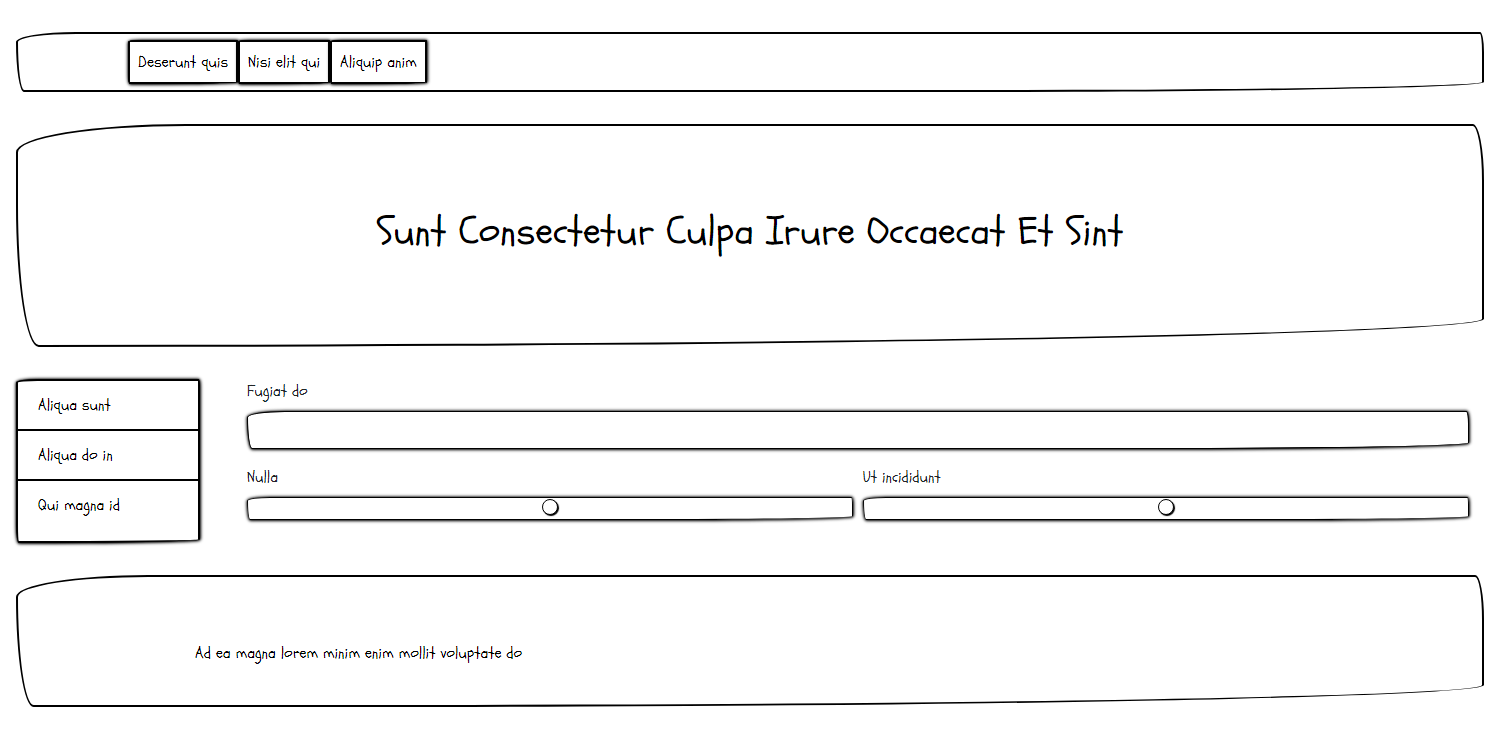 Deserunt quis Nisi elit qui Aliquip anim
Sunt Consectetur Culpa Irure Occaecat Et Sint
Aliqua sunt
Aliqua do in
Qui magna id
Fugiat do
Nulla
Ut incididunt
Ad ea magna lorem minim enim mollit voluptate do